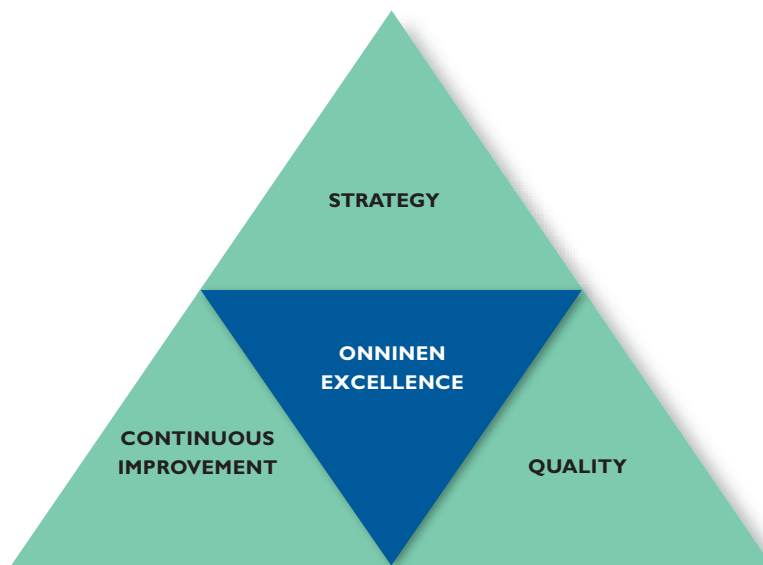 STRATEGY
ONNINEN
EXCELLENCE
CONTINUOUS
IMPROVEMENT
QUALITY